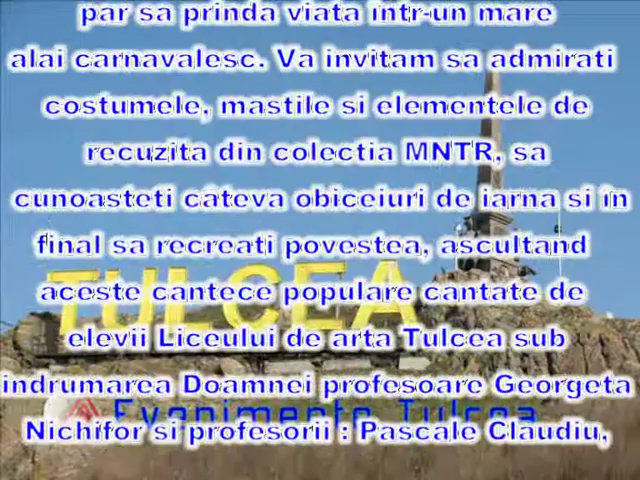 par sa prinda viata intr-un mare
alai carnavalesc. Va invitam sa admirati
costumele, mastile si elementele de
recuzita din colectia MNTR, sa
cunoasteti cateva obiceiuri de iarna si in
final sa recreati povestea, ascultand
TULCEA
aceste cantece populare cantate de
elevii Liceului de arta Tulcea sub
indrumarea Doamnei profesoare Georgeta
Evenimente Tulcea
Nichifor si profesorii : Pascale Claudiu,